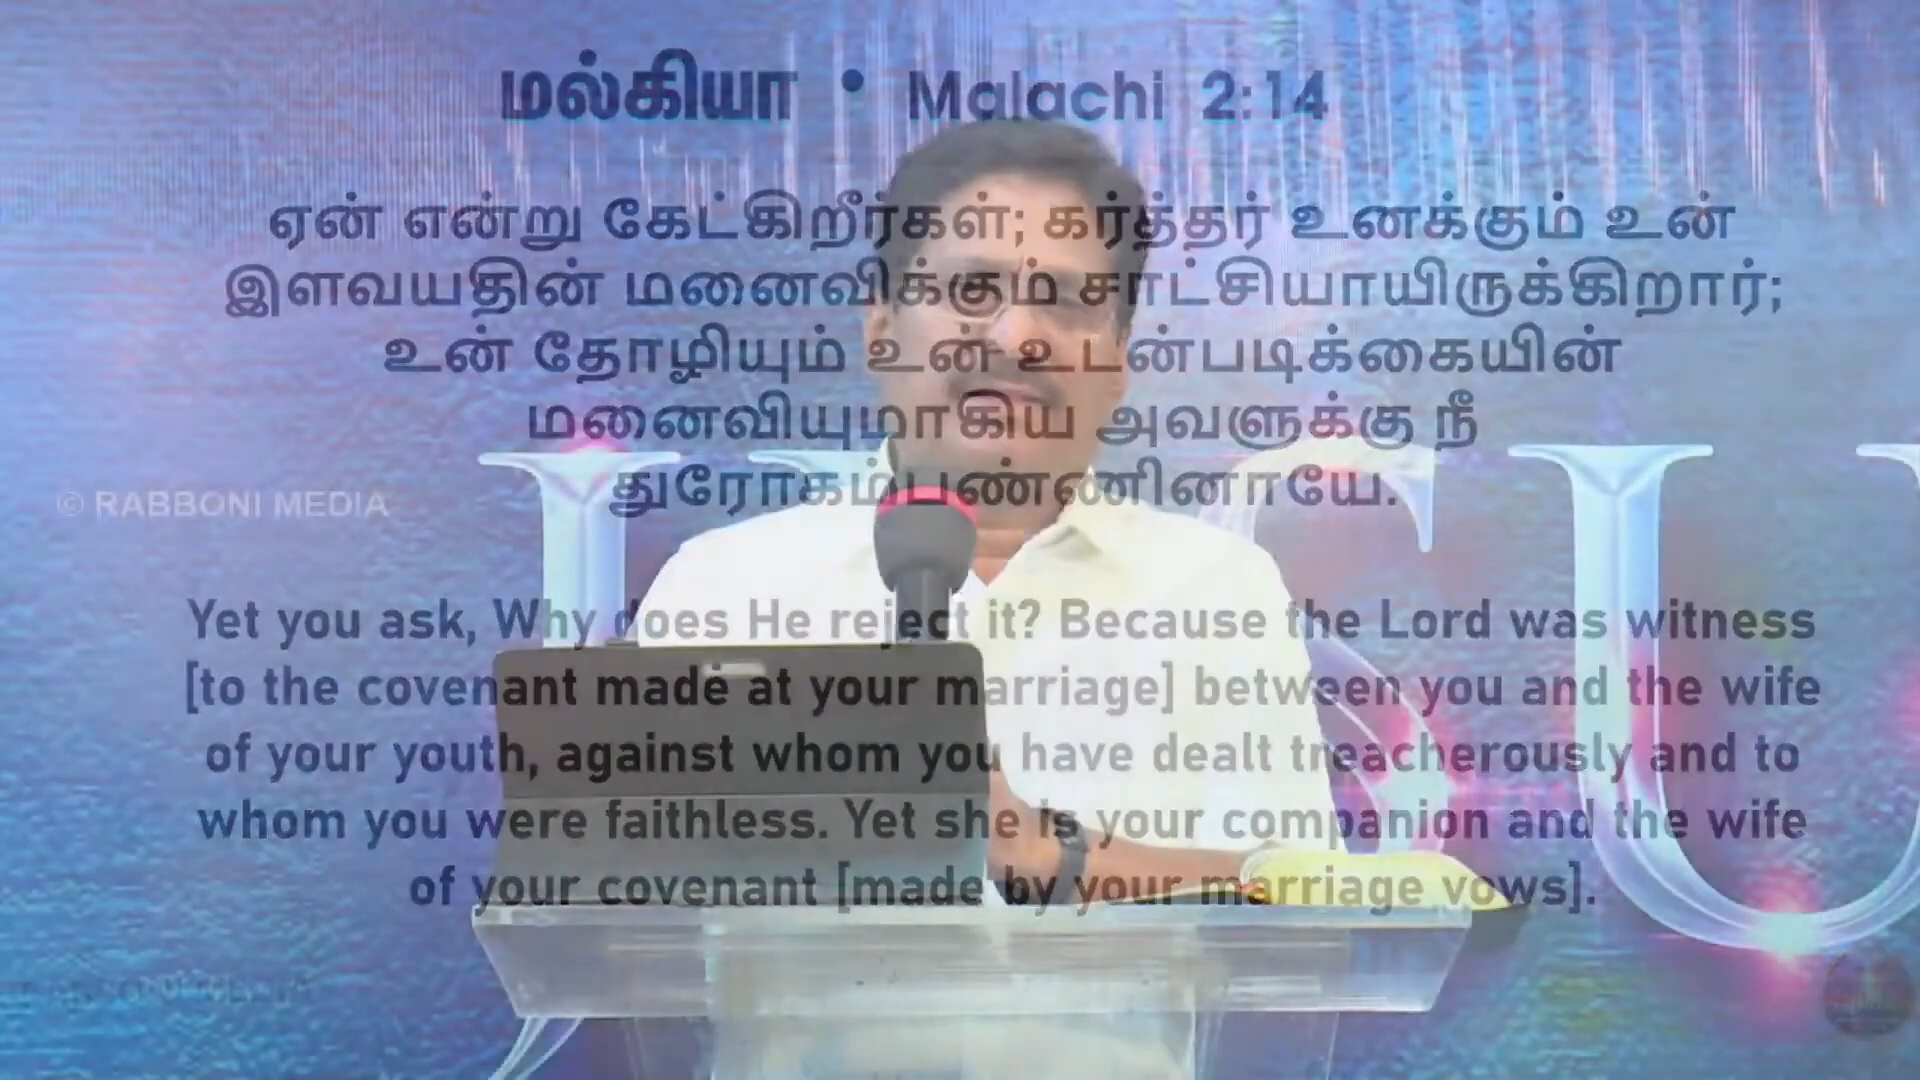 மல்கியா • Malachi 2:14
ஏன் என்று கேட்கிறீர்கள்; கர்த்தர் உனக்கும் உன்
இளவயதின் மனைவிக்கும் சாட்சியாயிருக்கிறார்;
உன் தோழியும் உன் உடன்படிக்கையின்
மனைவியுமாகிய அவளுக்கு நீ
துரோகம்பண்ணினாயே.
© RABBONI MEDIA
Yet you ask, Why does He reject it? Because the Lord was witness
[to the covenant made at your marriage] between you and the wife
of your youth, against whom you have dealt treacherously and to
whom you were faithless. Yet she is your companion and the wife
of your covenant [made by your marriage vows].